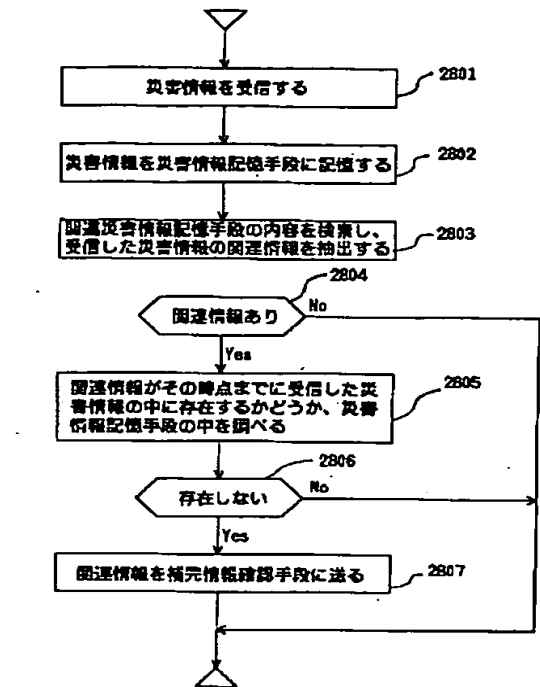 2801
災害情報を受信する
2802
災害情報を災害情報記憶手段に記憶する
2803
関連災害情報記憶手段の内容を検索し、
受信した災害情報の関連情報を抽出する
2804
関連情報あり
No
Yes
2805
関連情報がその時点までに受信した災
害情報の中に存在するかどうか、災害
情報記憶手段の中を調べる
2806
存在しない
No
Yes
関連情報を補完情報確認手段に送る
2807